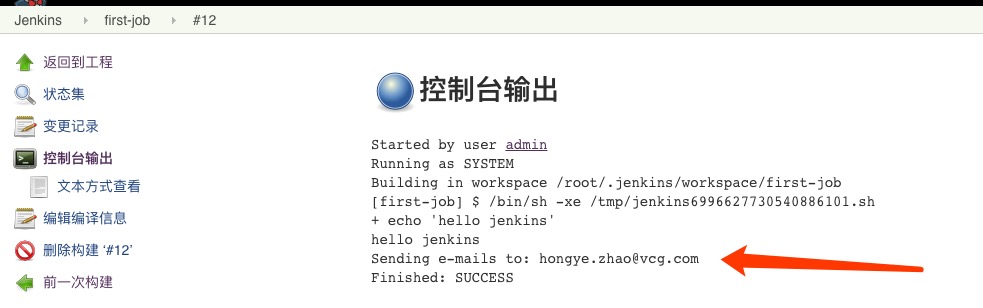 Jenkins first-job #12
返回到工程
状态集
变更记录
控制台输出
文本方式查看
编辑编译信息
删除构建 ‘#12’
前一次构建
控制台输出
Started by user admin
Running as SYSTEM
Building in workspace /root/.jenkins/workspace/first-job
[first-job] $ /bin/sh -xe /tmp/jenkins6996627730540886101.sh
+ echo 'hello jenkins'
hello jenkins
Sending e-mails to: hongye.zhao@vcg.com
Finished: SUCCESS